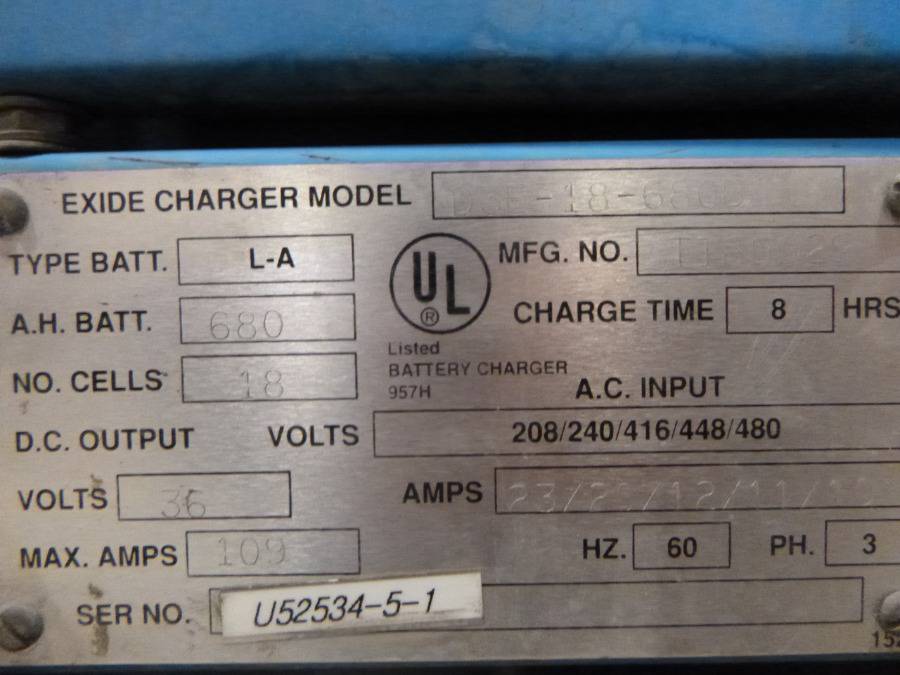 EXIDE CHARGER MODEL
TYPE BATT. L-A
MFG. NO.
A.H. BATT. 680
UL ®
CHARGE TIME 8 HRS
Listed
BATTERY CHARGER
957H
NO. CELLS 18
A.C. INPUT
D.C. OUTPUT VOLTS 208/240/416/448/480
VOLTS 36
AMPS
MAX. AMPS 109
HZ. 60 PH. 3
SER NO. U52534-5-1